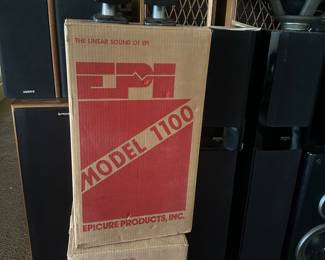 THE LINEAR SOUND OF EPI
EPI
MODEL 1100
EPICURE PRODUCTS, INC.